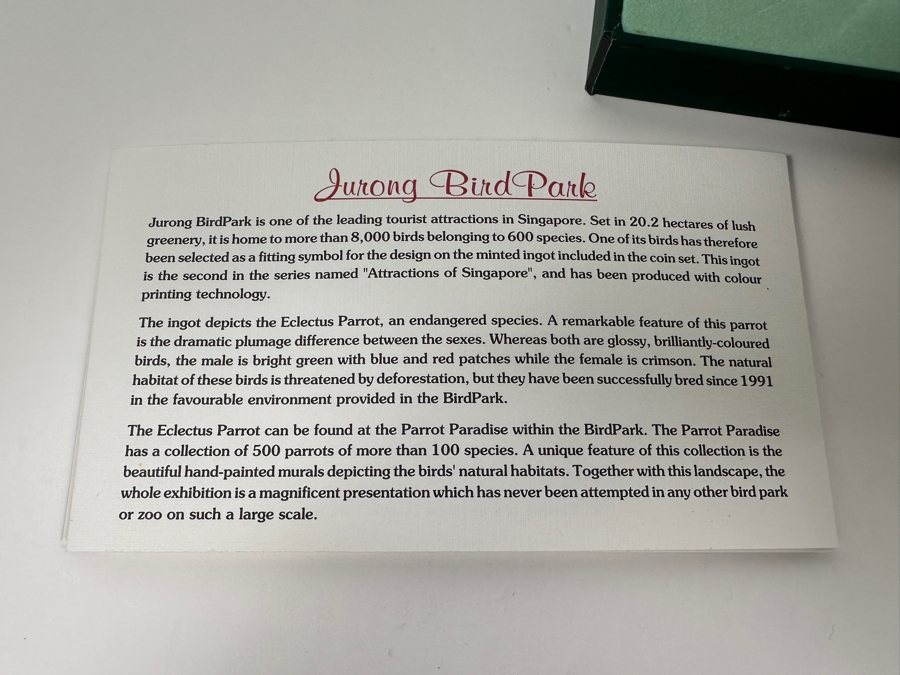 Jurong BirdPark
Jurong BirdPark is one of the leading tourist attractions in Singapore. Set in 20.2 hectares of lush
greenery, it is home to more than 8,000 birds belonging to 600 species. One of its birds has therefore
been selected as a fitting symbol for the design on the minted ingot included in the coin set. This ingot
is the second in the series named "Attractions of Singapore", and has been produced with colour
printing technology.
The ingot depicts the Eclectus Parrot, an endangered species. A remarkable feature of this parrot
is the dramatic plumage difference between the sexes. Whereas both are glossy, brilliantly-coloured
birds, the male is bright green with blue and red patches while the female is crimson. The natural
habitat of these birds is threatened by deforestation, but they have been successfully bred since 1991
in the favourable environment provided in the BirdPark.
The Eclectus Parrot can be found at the Parrot Paradise within the BirdPark. The Parrot Paradise
has a collection of 500 parrots of more than 100 species. A unique feature of this collection is the
beautiful hand-painted murals depicting the birds' natural habitats. Together with this landscape, the
whole exhibition is a magnificent presentation which has never been attempted in any other bird park
or zoo on such a large scale.